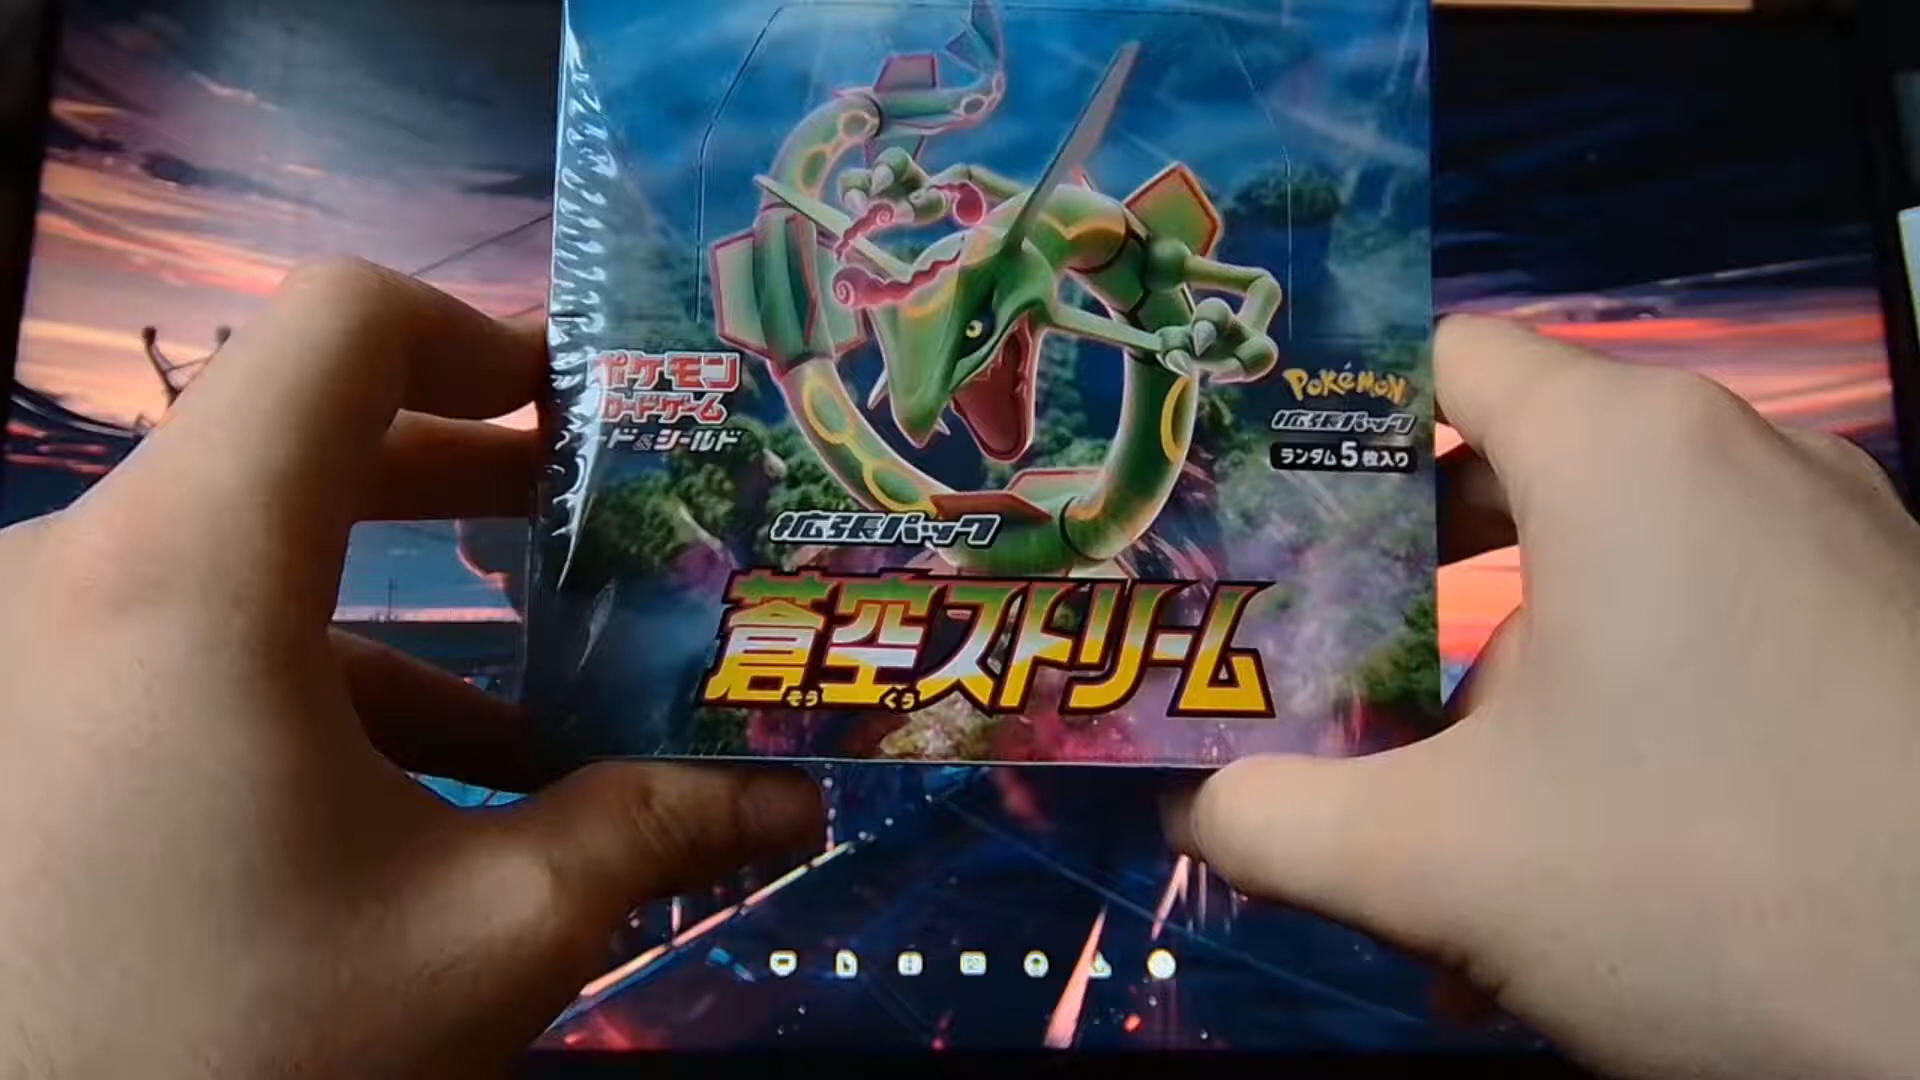 ポケモン
カードゲーム
ード&シールド
Pokémon
拡張パック
ランダム5枚入り
拡張パック
蒼空ストリーム
そうくう